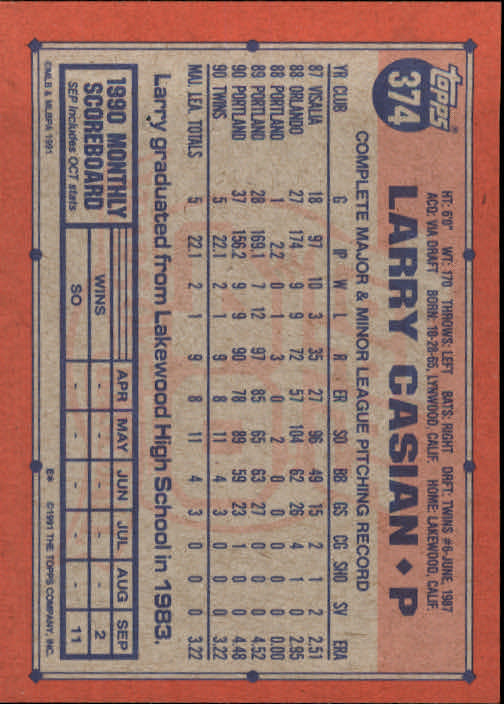 topps®
374
LARRY CASIAN ◆ P
HT: 6'0" WT: 170 THROWS: LEFT BATS: RIGHT DRFT: TWINS #6-JUNE, 1987
ACQ: VIA DRAFT BORN: 10-28-65, LYNWOOD, CALIF. HOME: LAKEWOOD, CALIF.
COMPLETE MAJOR & MINOR LEAGUE PITCHING RECORD
YR CLUB G IP W L R ER SO BB GS CG SHO SV ERA
87 VISALIA 18 97 10 3 35 27 96 49 15 2 1 2 2.51
88 ORLANDO 27 174 9 9 72 57 104 62 26 4 1 0 2.95
88 PORTLAND 1 2.2 0 1 3 0 2 0 0 0 0 0 0.00
89 PORTLAND 28 169.1 7 12 97 85 65 63 27 0 0 0 4.52
90 PORTLAND 37 156.2 9 9 90 78 89 59 23 1 0 0 4.48
90 TWINS 5 22.1 2 1 9 8 11 4 3 0 0 0 3.22
MAJ. LEA. TOTALS 5 22.1 2 1 9 8 11 4 3 0 0 0 3.22
Larry graduated from Lakewood High School in 1983.
1990 MONTHLY
SCOREBOARD
SEP includes OCT stats
APR MAY JUN JUL AUG SEP
WINS - - - - - 2
SO - - - - - 11
©MLB & MLBPA 1991
E* ©1991 THE TOPPS COMPANY, INC.